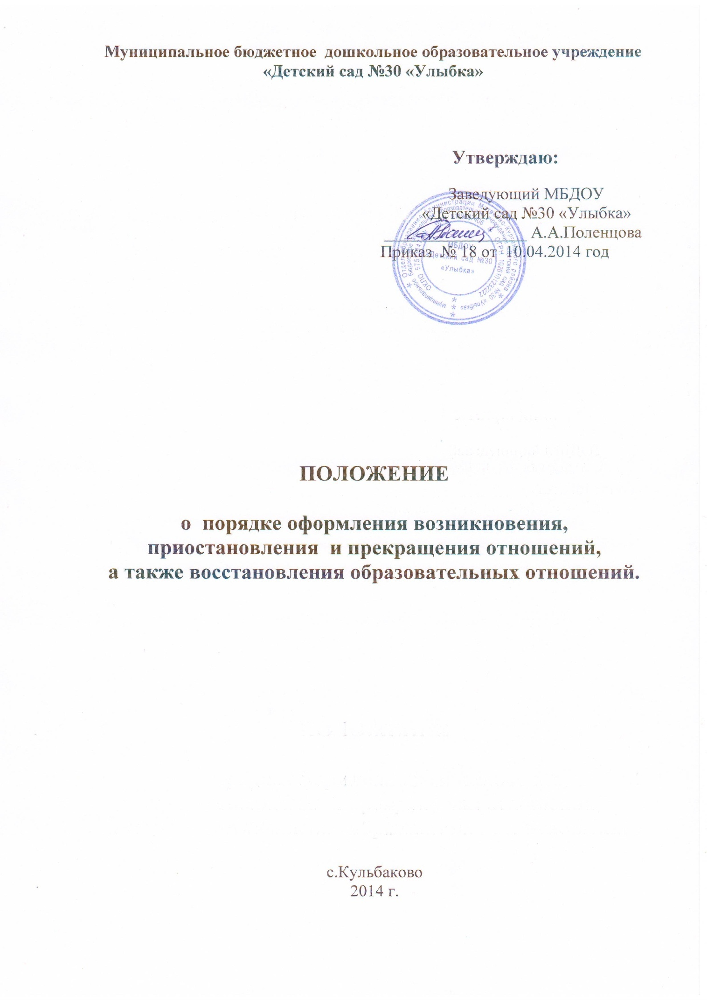 Муниципальное бюджетное дошкольное образовательное учреждение
«Детский сад №30 «Улыбка»
Утверждаю:
Заведующий МБДОУ
«Детский сад №30 «Улыбка»
А.А.Поленцова
Приказ № 18 от 10.04.2014 год
МБДОУ
«Детский сад №30
«Улыбка»
ОГРН 1026101232222
ПОЛОЖЕНИЕ
о порядке оформления возникновения,
приостановления и прекращения отношений,
а также восстановления образовательных отношений.
с.Кульбаково
2014 г.